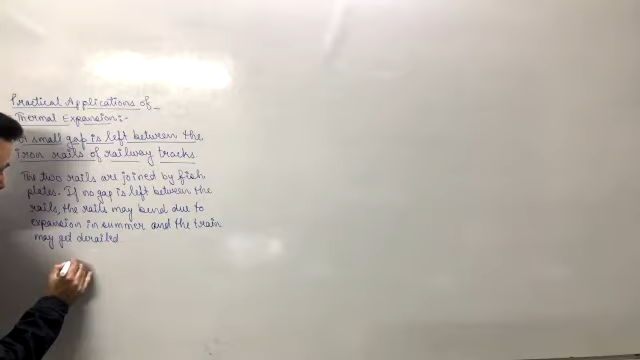 Practical Applications of
Thermal Expansion:-
A small gap is left between the
iron rails of railway tracks.
The two rails are joined by fish
plates. If no gap is left between the
rails, the rails may bend due to
expansion in summer and the train
may get derailed.